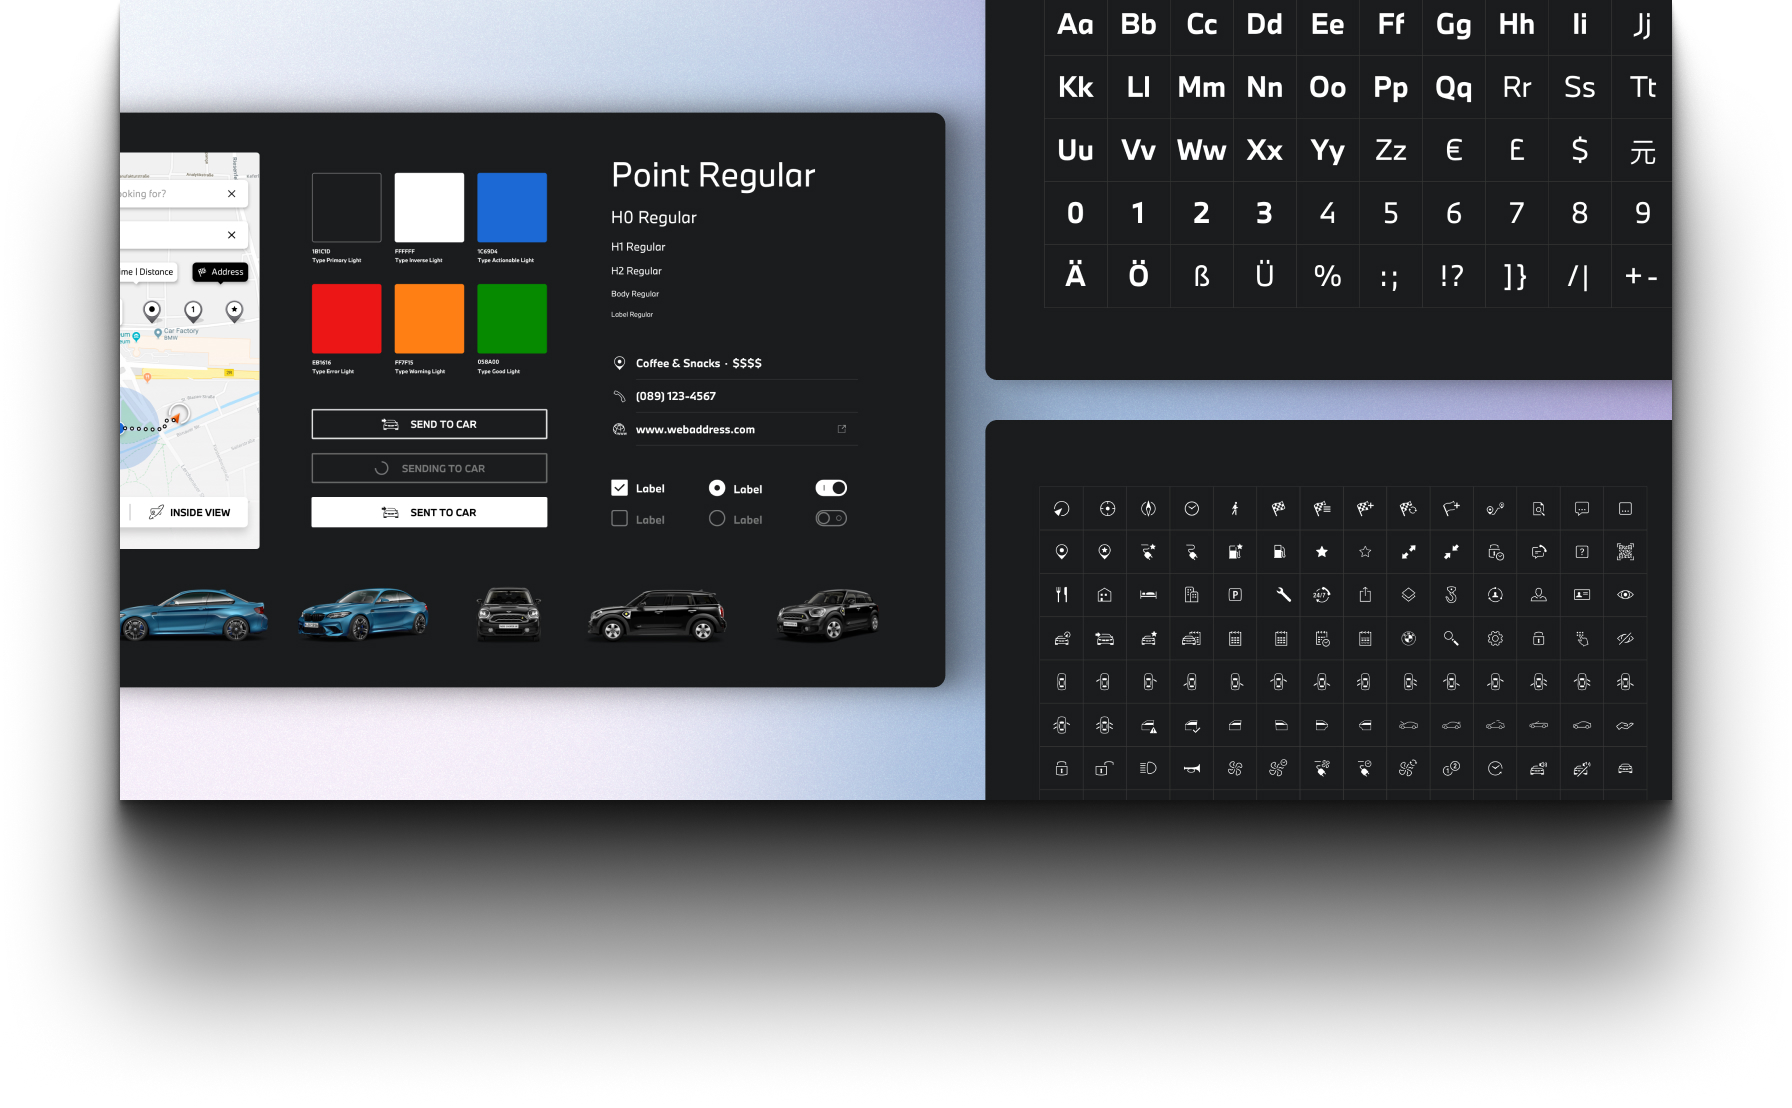 Aa Bb Cc Dd Ee Ff Gg Hh Ii Jj
Kk Ll Mm Nn Oo Pp Qq Rr Ss Tt
Uu Vv Ww Xx Yy Zz € £ $ 元
0 1 2 3 4 5 6 7 8 9
Ä Ö ß Ü % :; !? ]} /| +-
ooking for?
me | Distance
Address
1
Car Factory
BMW
INSIDE VIEW
1B1C1D
Type Primary Light
FFFFFF
Type Inverse Light
1C69D4
Type Actionable Light
EB1616
Type Error Light
FF7F15
Type Warning Light
058A00
Type Good Light
SEND TO CAR
SENDING TO CAR
SENT TO CAR
Point Regular
H0 Regular
H1 Regular
H2 Regular
Body Regular
Label Regular
Coffee & Snacks · $$$$
(089) 123-4567
www.webaddress.com
Label
Label
Label
Label
P
24/7